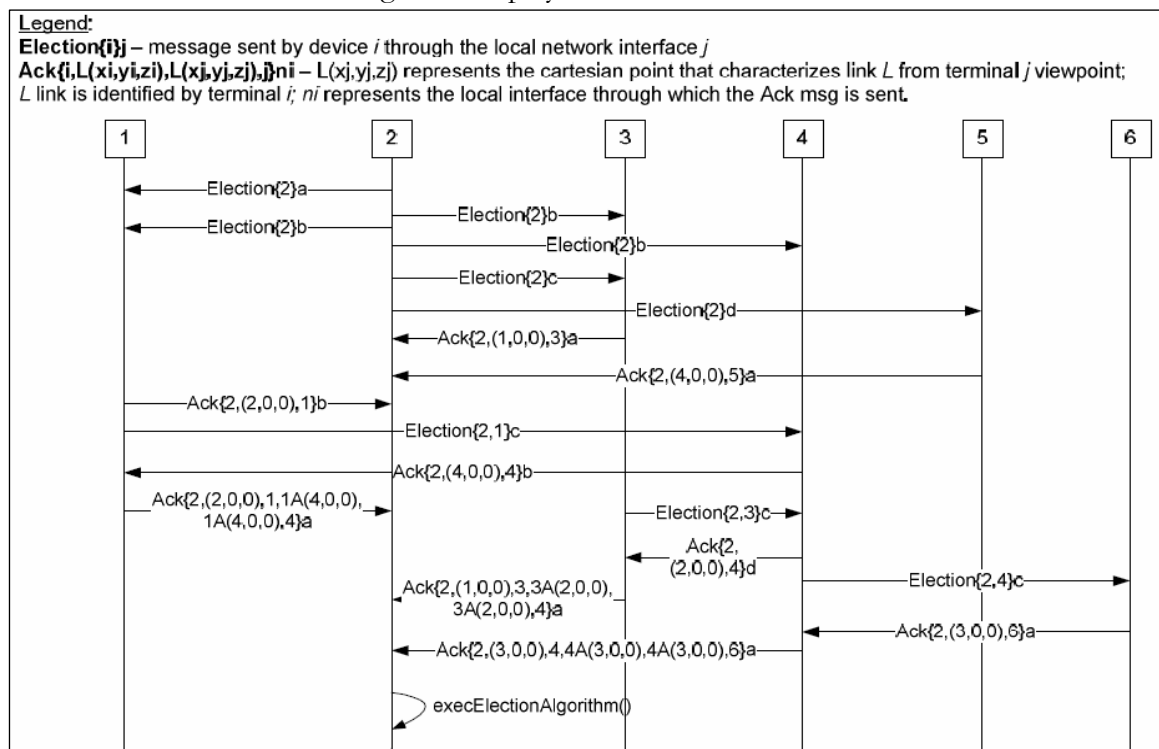 Legend:
Election{i}j – message sent by device i through the local network interface j
Ack{i,L(xi,yi,zi),L(xj,yj,zj),j}ni – L(xj,yj,zj) represents the cartesian point that characterizes link L from terminal j viewpoint;
L link is identified by terminal i; ni represents the local interface through which the Ack msg is sent.
1 2 3 4 5 6
Election{2}a
Election{2}b
Election{2}b
Election{2}b
Election{2}c
Election{2}d
Ack{2,(1,0,0),3}a
Ack{2,(4,0,0),5}a
Ack{2,(2,0,0),1}b
Election{2,1}c
Ack{2,(4,0,0),4}b
Ack{2,(2,0,0),1,1A(4,0,0),
1A(4,0,0),4}a
Election{2,3}c
Ack{2,
(2,0,0),4}d
Election{2,4}c
Ack{2,(1,0,0),3,3A(2,0,0),
3A(2,0,0),4}a
Ack{2,(3,0,0),6}a
Ack{2,(3,0,0),4,4A(3,0,0),4A(3,0,0),6}a
execElectionAlgorithm()